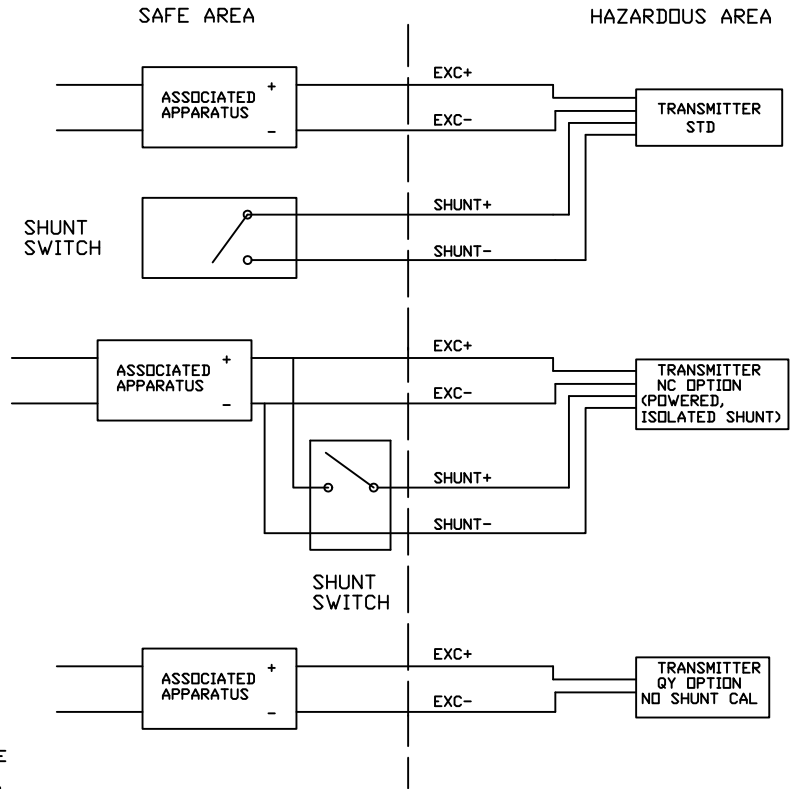 SAFE AREA
HAZARDOUS AREA
ASSOCIATED
APPARATUS
+
-
EXC+
EXC-
TRANSMITTER
STD
SHUNT
SWITCH
SHUNT+
SHUNT-
ASSOCIATED
APPARATUS
+
-
EXC+
EXC-
TRANSMITTER
NC OPTION
(POWERED,
ISOLATED SHUNT)
SHUNT+
SHUNT-
SHUNT
SWITCH
ASSOCIATED
APPARATUS
+
-
EXC+
EXC-
TRANSMITTER
QY OPTION
NO SHUNT CAL
E